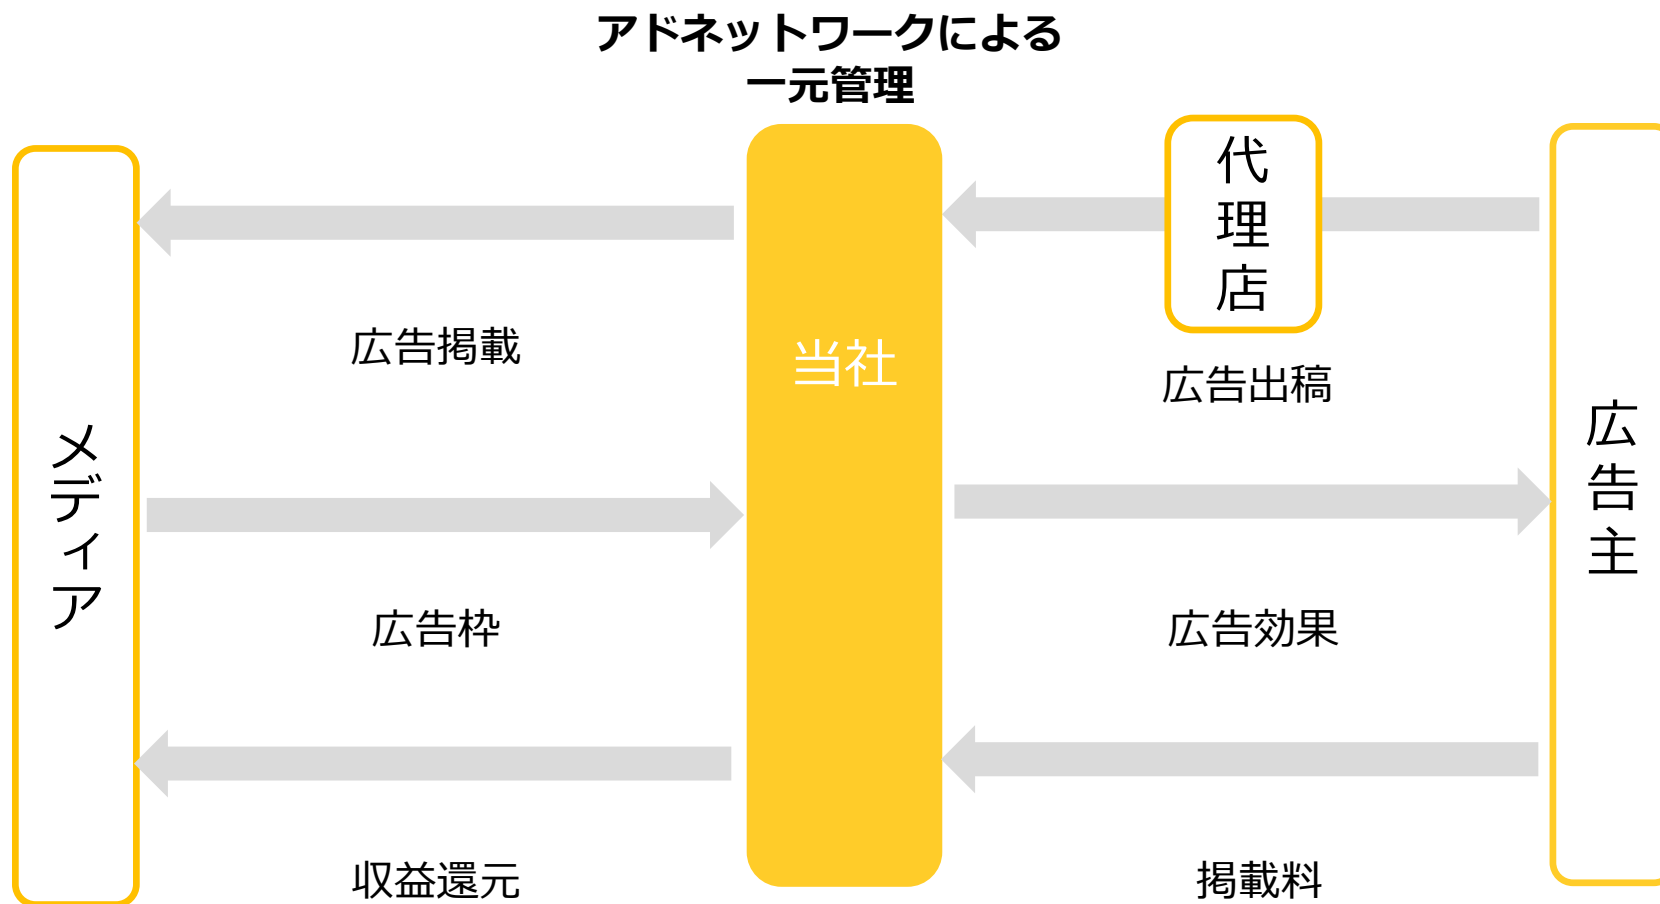 アドネットワークによる
一元管理
メディア
当社
代理店
広告主
広告掲載
広告出稿
広告枠
広告効果
収益還元
掲載料